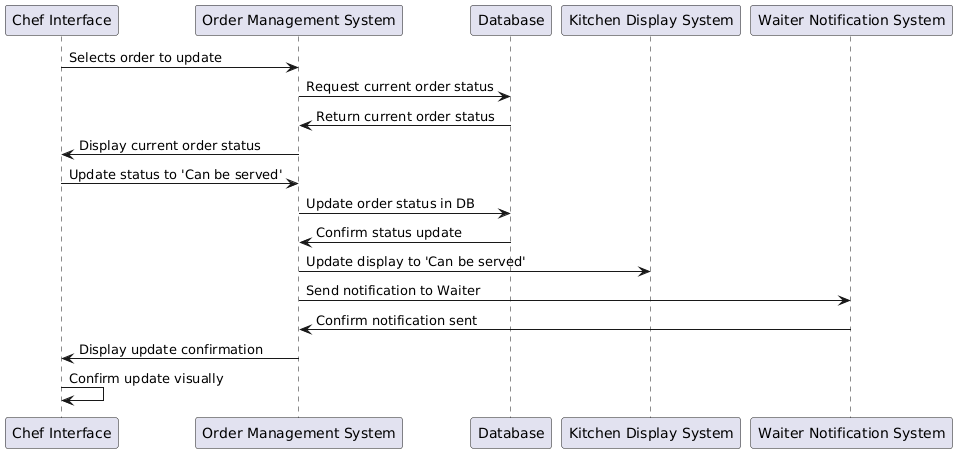 Chef Interface
Order Management System
Database
Kitchen Display System
Waiter Notification System
Selects order to update
Request current order status
Return current order status
Display current order status
Update status to 'Can be served'
Update order status in DB
Confirm status update
Update display to 'Can be served'
Send notification to Waiter
Confirm notification sent
Display update confirmation
Confirm update visually
Chef Interface
Order Management System
Database
Kitchen Display System
Waiter Notification System